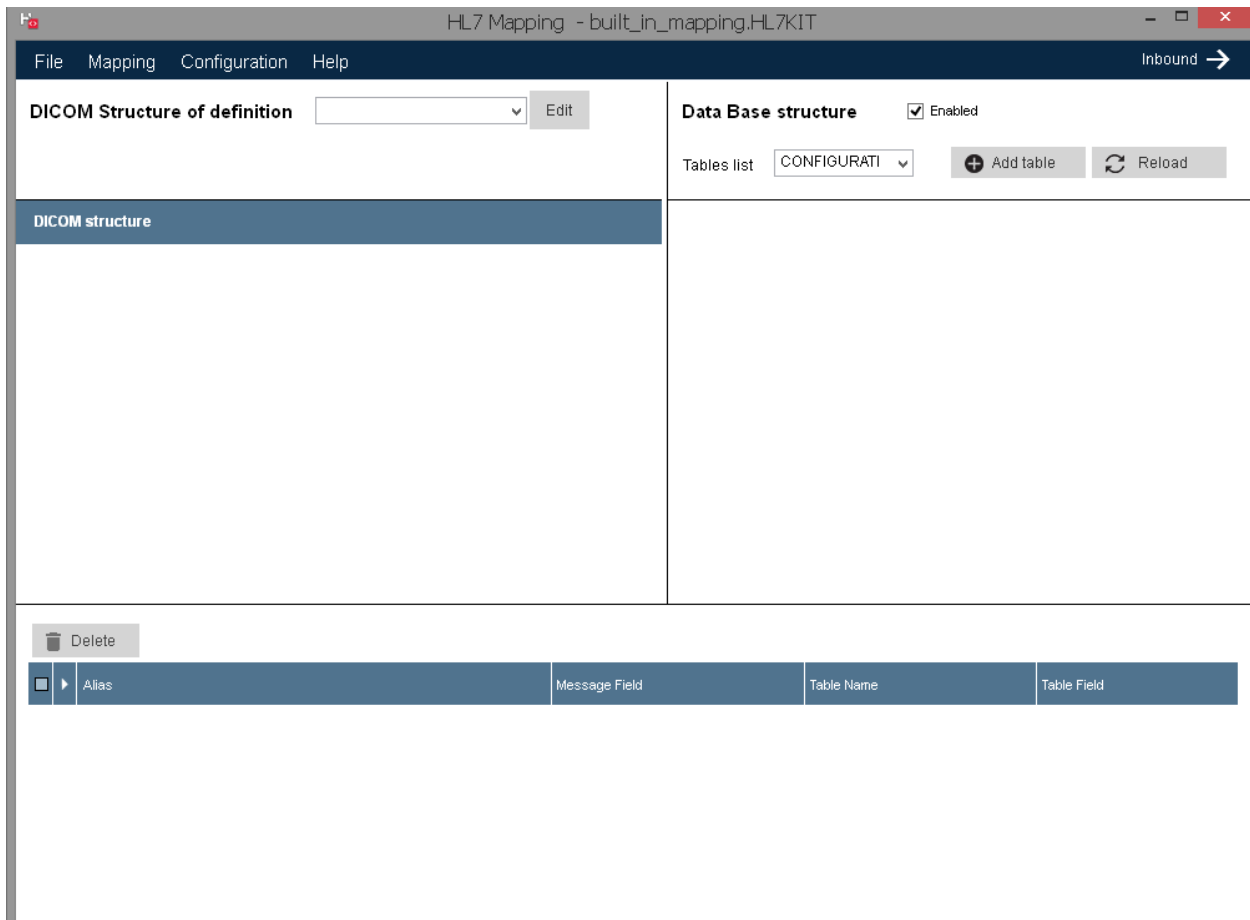 HL7 Mapping - built_in_mapping.HL7KIT
File Mapping Configuration Help Inbound
DICOM Structure of definition Edit
Data Base structure Enabled
Tables list CONFIGURATI Add table Reload
DICOM structure
Delete
Alias Message Field Table Name Table Field